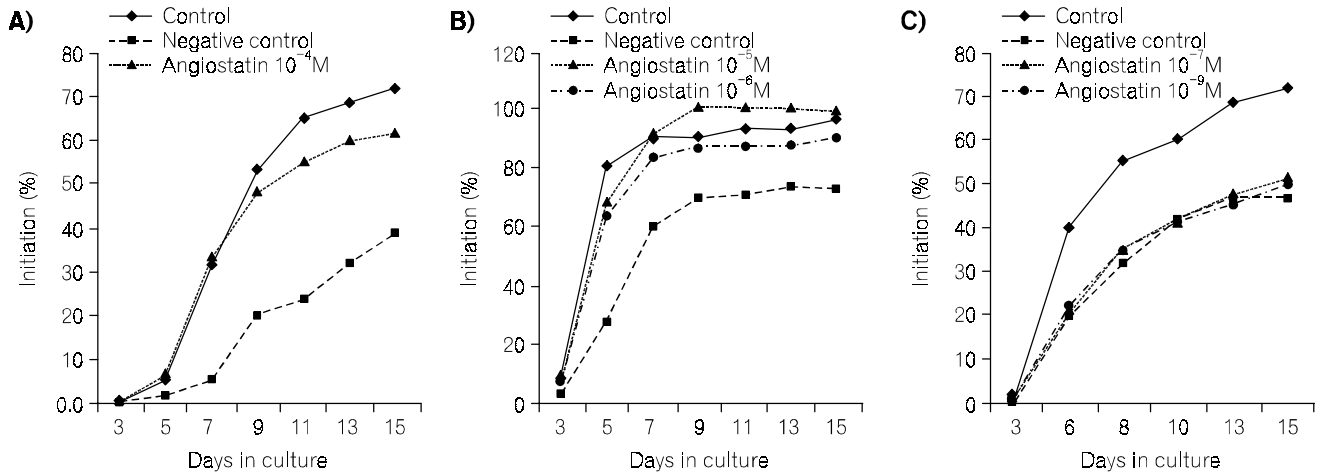 A)
Control
Negative control
Angiostatin 10⁻⁴M
80
70
60
50
40
30
20
10
0.0
Initiation (%)
3 5 7 9 11 13 15
Days in culture
B)
Control
Negative control
Angiostatin 10⁻⁵M
Angiostatin 10⁻⁶M
120
100
80
60
40
20
0
Initiation (%)
3 5 7 9 11 13 15
Days in culture
C)
Control
Negative control
Angiostatin 10⁻⁷M
Angiostatin 10⁻⁹M
80
70
60
50
40
30
20
10
0
Initiation (%)
3 6 8 10 13 15
Days in culture